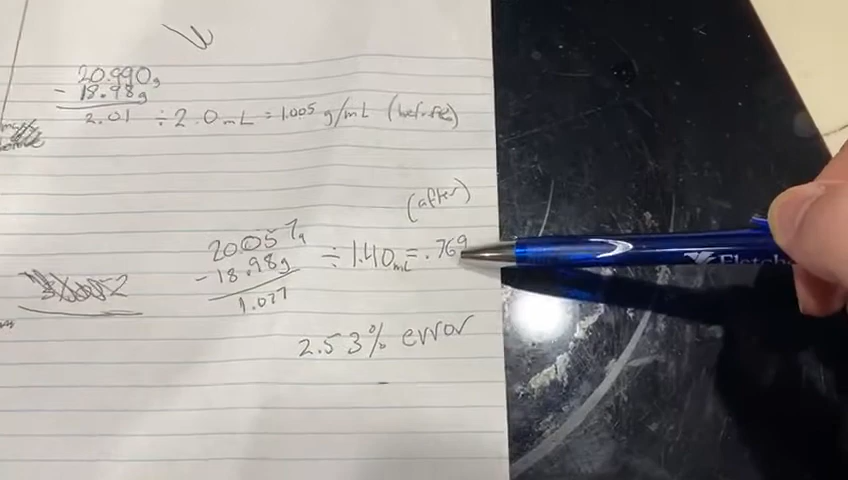 20.990g
- 18.98g
2.01 ÷ 2.0mL = 1.005 g/mL (before)
(after)
20.057g
- 18.98g ÷ 1.40mL = .769
1.077
2.53% error
Fletch